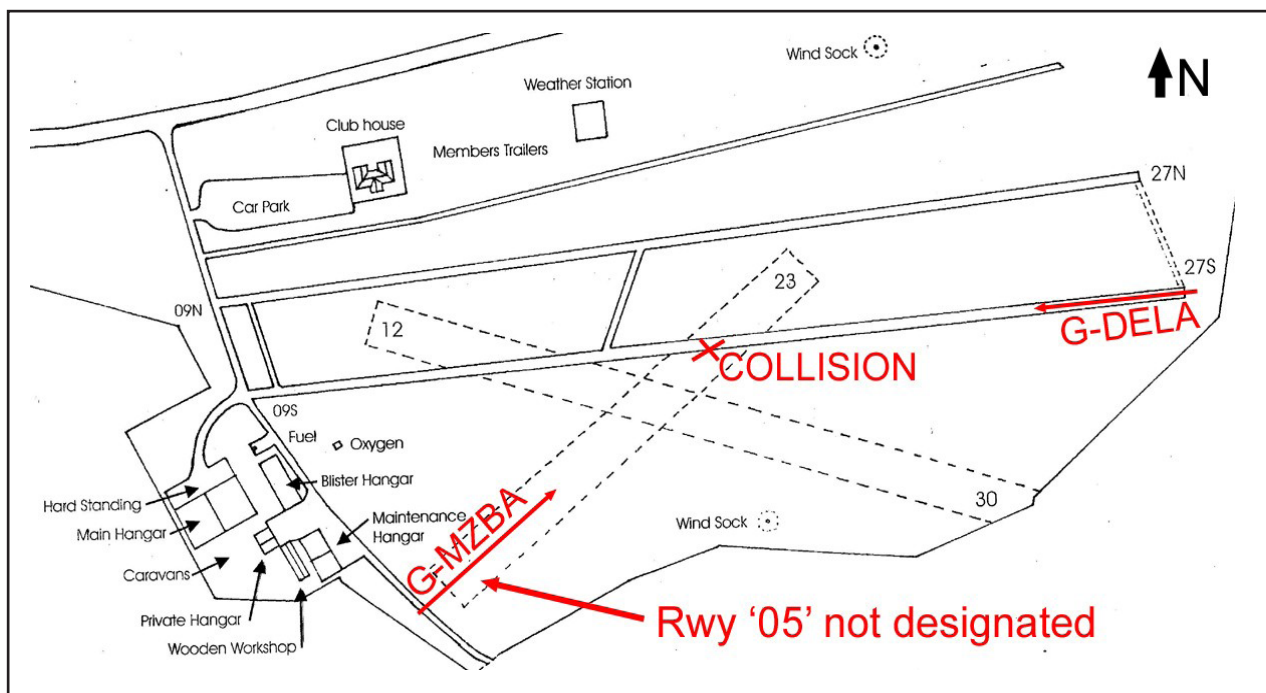 Wind Sock
N
Weather Station
Club house
Members Trailers
27N
Car Park
27S
23
09N
G-DELA
12
COLLISION
09S
Fuel
Oxygen
Blister Hangar
Hard Standing
30
Main Hangar
Maintenance
Hangar
Wind Sock
G-MZBA
Caravans
Private Hangar
Rwy ‘05’ not designated
Wooden Workshop